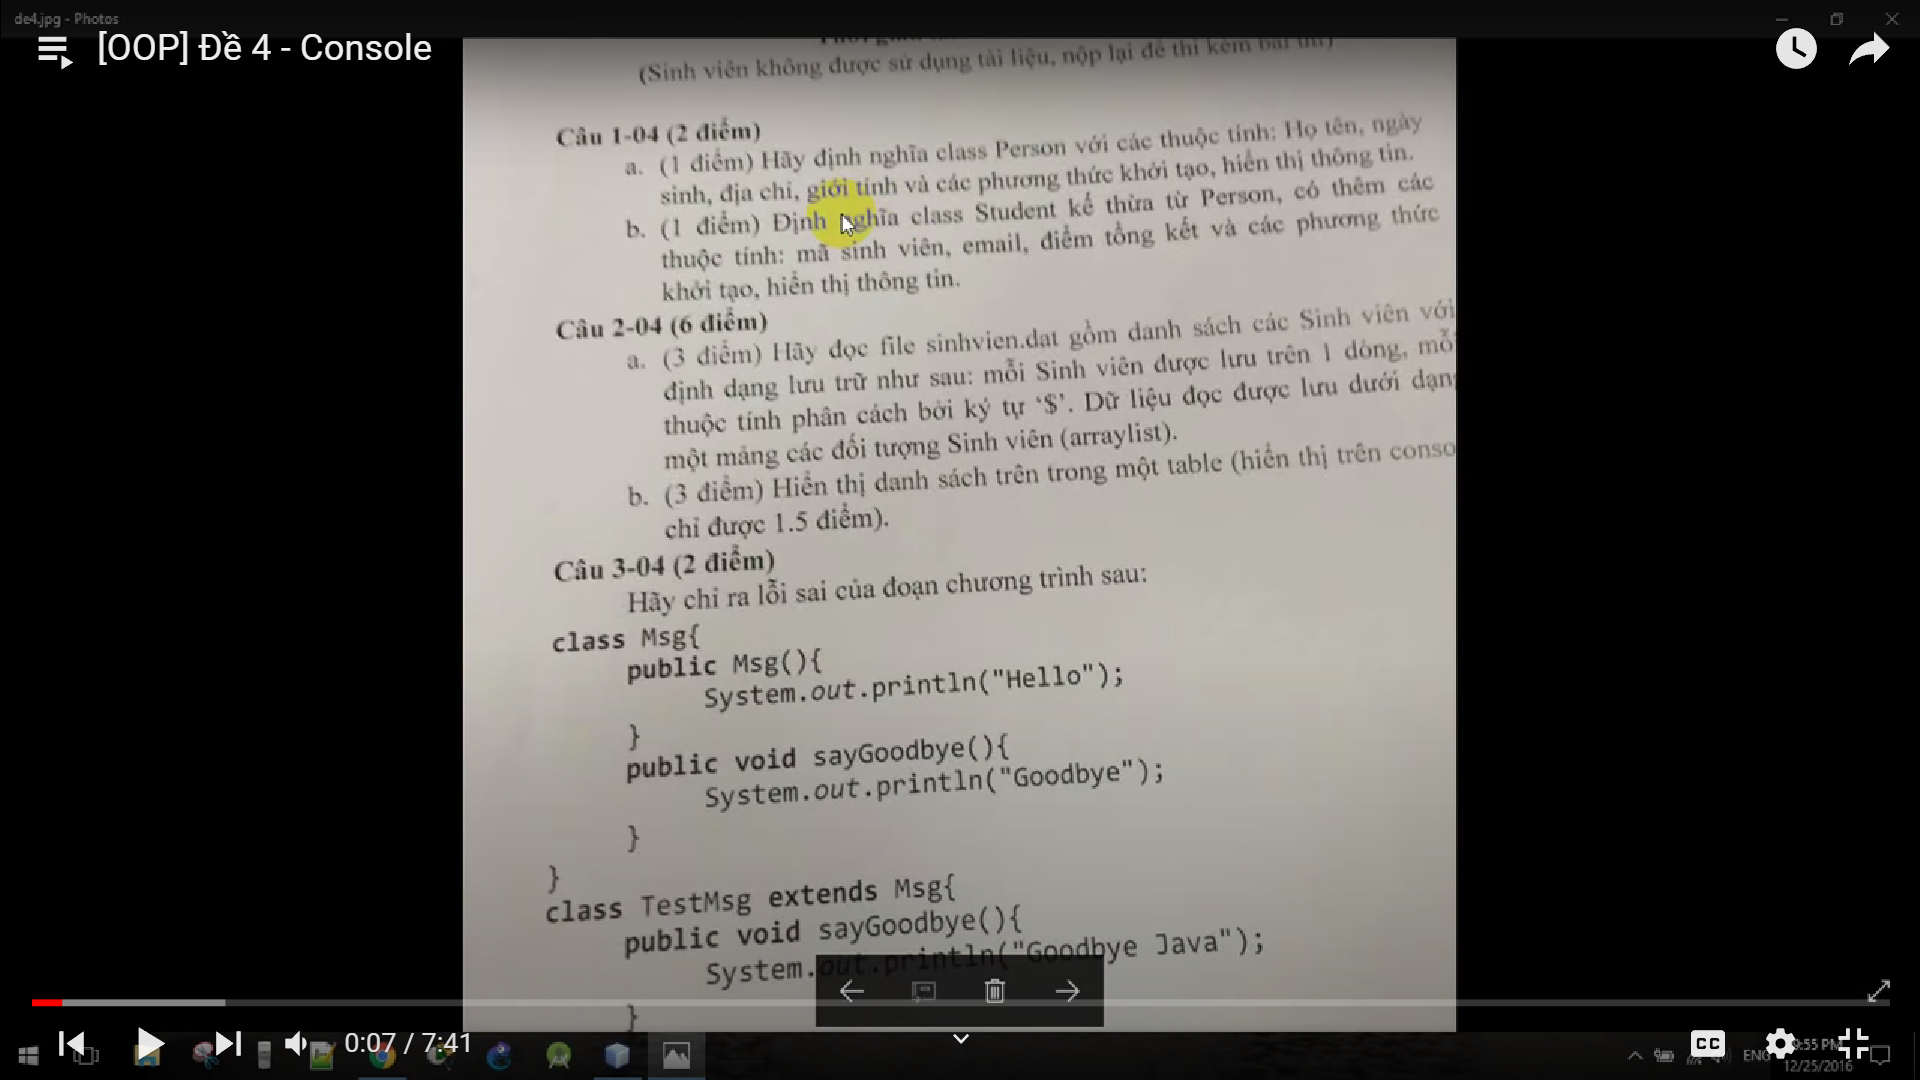 de4.jpg - Photos
[OOP] Đề 4 - Console
(Sinh viên không được sử dụng tài liệu, nộp lại đề thi kèm bài thi)
Câu 1-04 (2 điểm)
a. (1 điểm) Hãy định nghĩa class Person với các thuộc tính: Họ tên, ngày
sinh, địa chỉ, giới tính và các phương thức khởi tạo, hiển thị thông tin.
b. (1 điểm) Định nghĩa class Student kế thừa từ Person, có thêm các
thuộc tính: mã sinh viên, email, điểm tổng kết và các phương thức
khởi tạo, hiển thị thông tin.
Câu 2-04 (6 điểm)
a. (3 điểm) Hãy đọc file sinhvien.dat gồm danh sách các Sinh viên với
định dạng lưu trữ như sau: mỗi Sinh viên được lưu trên 1 dòng, mỗi
thuộc tính phân cách bởi ký tự ‘$’. Dữ liệu đọc được lưu dưới dạng
một mảng các đối tượng Sinh viên (arraylist).
b. (3 điểm) Hiển thị danh sách trên trong một table (hiển thị trên conso
chỉ được 1.5 điểm).
Câu 3-04 (2 điểm)
Hãy chỉ ra lỗi sai của đoạn chương trình sau:
class Msg{
public Msg(){
System.out.println("Hello");
}
public void sayGoodbye(){
System.out.println("Goodbye");
}
}
class TestMsg extends Msg{
public void sayGoodbye(){
System.out.println("Goodbye Java");
}
0:07 / 7:41
CC
ENG
9:55 PM
12/25/2016